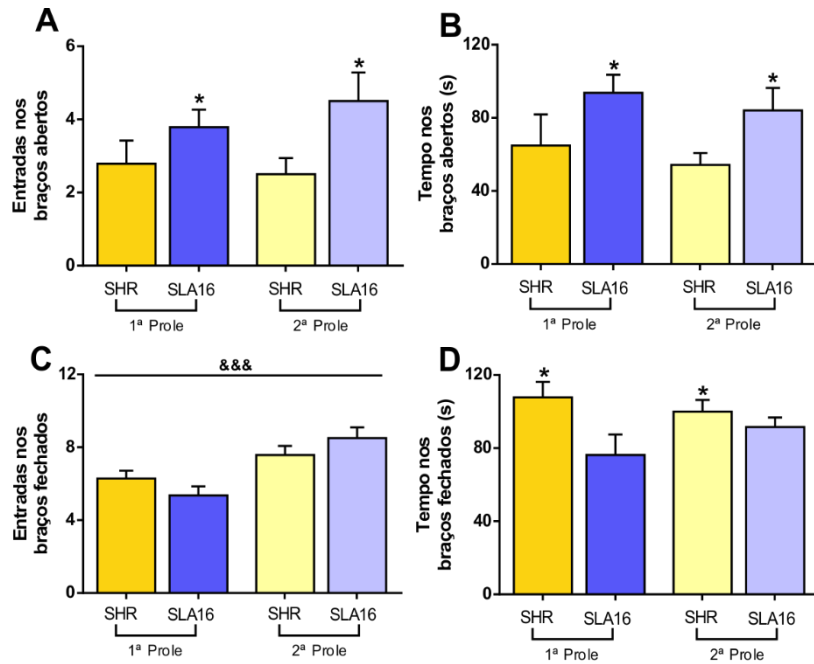 A
Entradas nos
braços abertos
6
4
2
0
*
*
SHR
SLA16
SHR
SLA16
1ª Prole
2ª Prole
B
Tempo nos
braços abertos (s)
120
80
40
0
*
*
SHR
SLA16
SHR
SLA16
1ª Prole
2ª Prole
C
Entradas nos
braços fechados
12
8
4
0
&&&
SHR
SLA16
SHR
SLA16
1ª Prole
2ª Prole
D
Tempo nos
braços fechados (s)
120
80
40
0
*
*
SHR
SLA16
SHR
SLA16
1ª Prole
2ª Prole